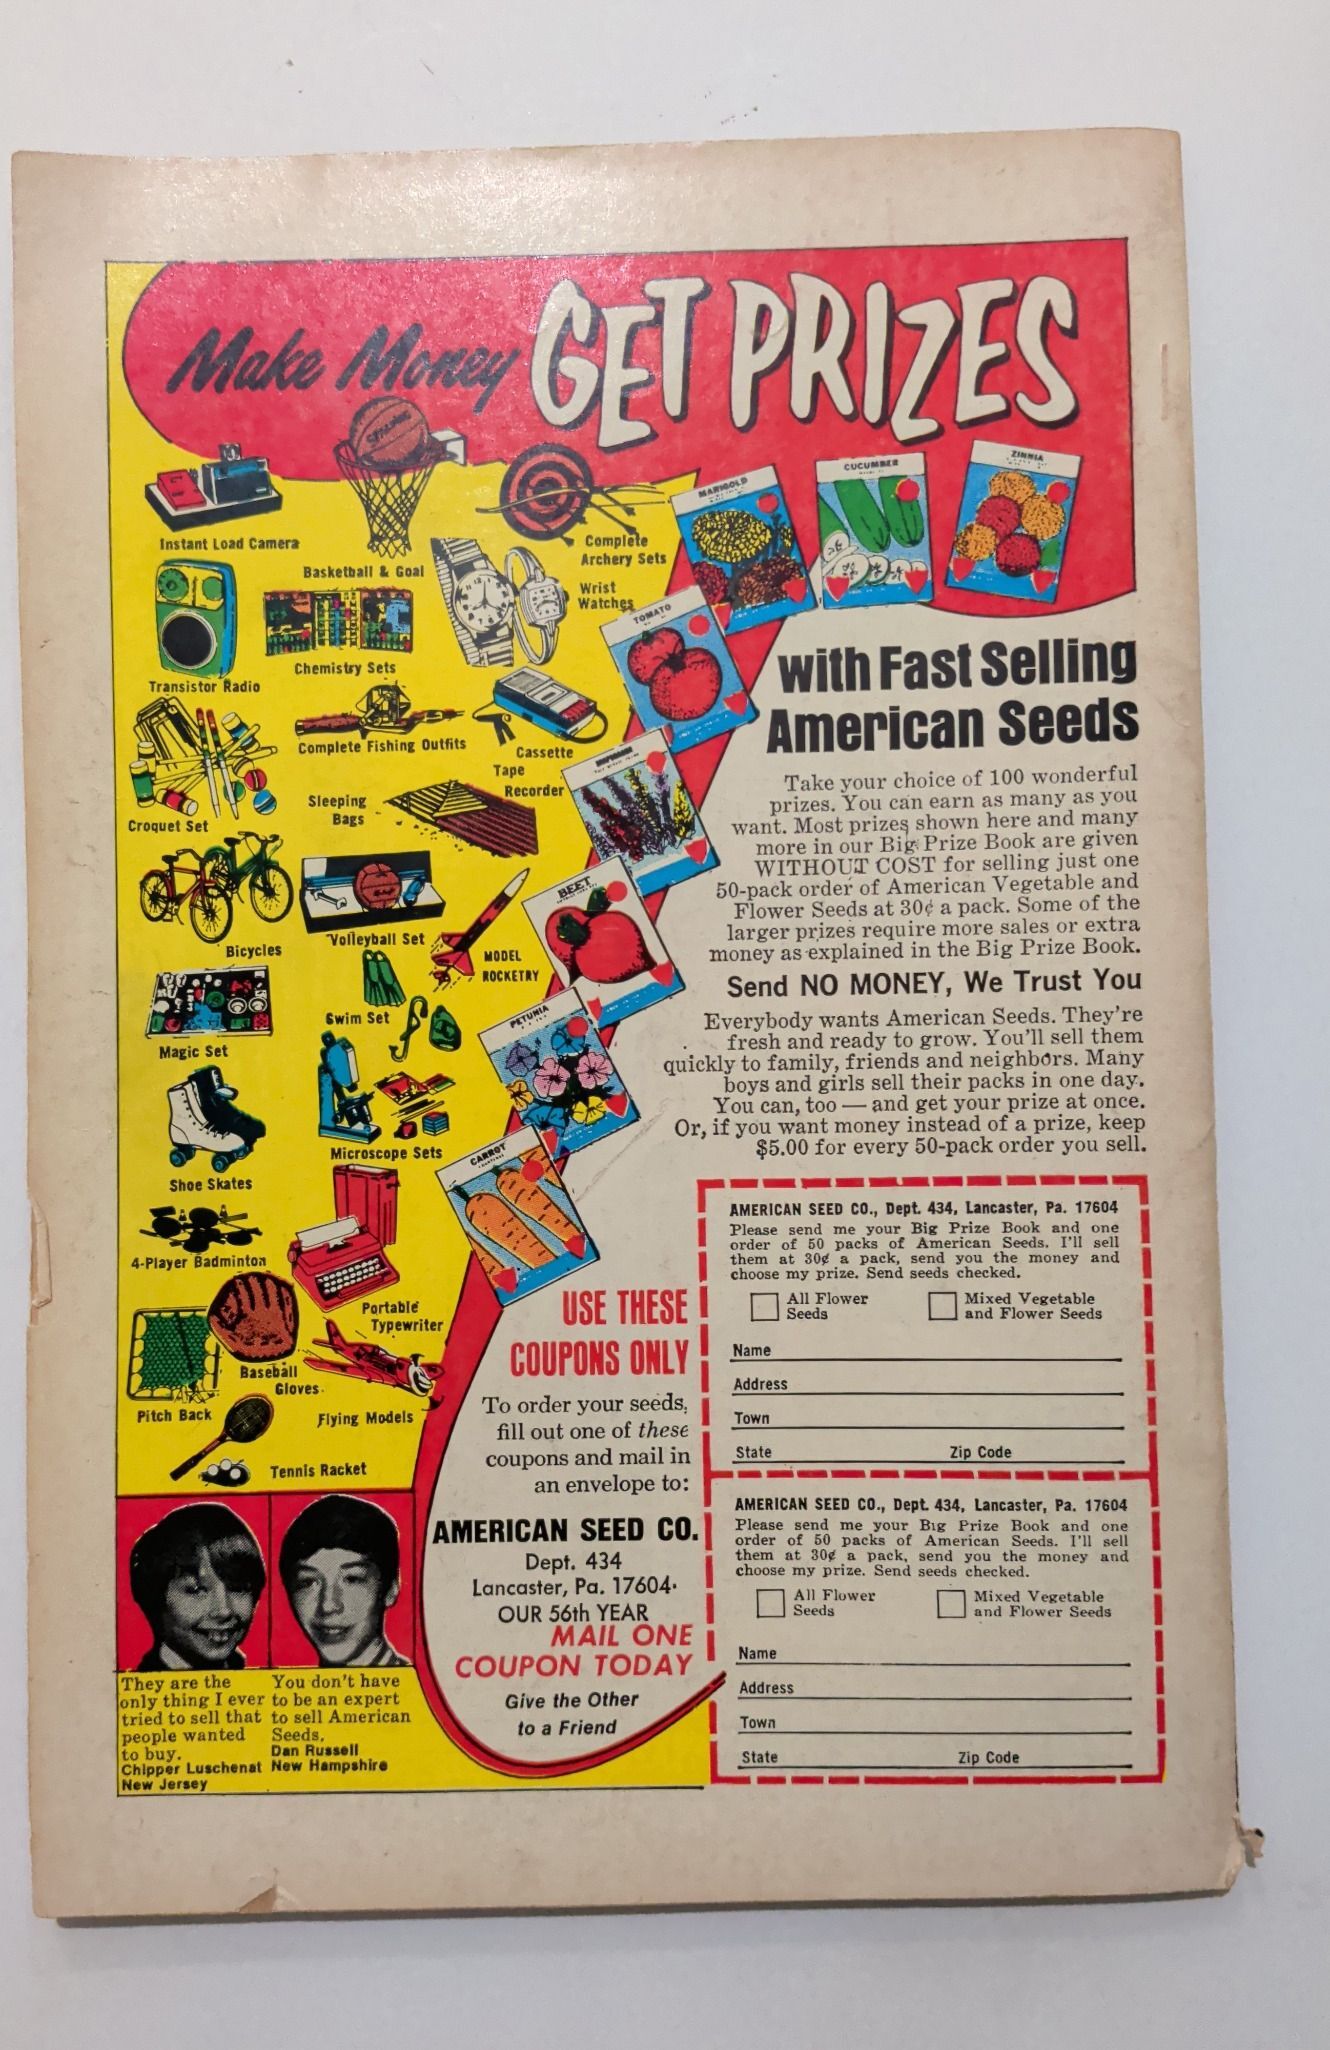 Make Money GET PRIZES
Instant Load Camera
SPALDING
Basketball & Goal
Complete
Archery Sets
Wrist
Watches
Transistor Radio
Chemistry Sets
Complete Fishing Outfits
Cassette
Tape
Recorder
Croquet Set
Sleeping
Bags
Bicycles
Volleyball Set
MODEL
ROCKETRY
Magic Set
Swim Set
Shoe Skates
Microscope Sets
4-Player Badminton
Portable
Typewriter
Baseball
Gloves
Pitch Back
Flying Models
Tennis Racket
MARIGOLD
CUCUMBER
ZINNIA
TOMATO
BEET
PETUNIA
CARROT
with Fast Selling
American Seeds
Take your choice of 100 wonderful
prizes. You can earn as many as you
want. Most prizes shown here and many
more in our Big Prize Book are given
WITHOUT COST for selling just one
50-pack order of American Vegetable and
Flower Seeds at 30¢ a pack. Some of the
larger prizes require more sales or extra
money as explained in the Big Prize Book.
Send NO MONEY, We Trust You
Everybody wants American Seeds. They're
fresh and ready to grow. You'll sell them
quickly to family, friends and neighbors. Many
boys and girls sell their packs in one day.
You can, too — and get your prize at once.
Or, if you want money instead of a prize, keep
$5.00 for every 50-pack order you sell.
USE THESE
COUPONS ONLY
To order your seeds,
fill out one of these
coupons and mail in
an envelope to:
AMERICAN SEED CO.
Dept. 434
Lancaster, Pa. 17604
OUR 56th YEAR
MAIL ONE
COUPON TODAY
Give the Other
to a Friend
AMERICAN SEED CO., Dept. 434, Lancaster, Pa. 17604
Please send me your Big Prize Book and one
order of 50 packs of American Seeds. I'll sell
them at 30¢ a pack, send you the money and
choose my prize. Send seeds checked.
All Flower
Seeds
Mixed Vegetable
and Flower Seeds
Name
Address
Town
State Zip Code
AMERICAN SEED CO., Dept. 434, Lancaster, Pa. 17604
Please send me your Big Prize Book and one
order of 50 packs of American Seeds. I'll sell
them at 30¢ a pack, send you the money and
choose my prize. Send seeds checked.
All Flower
Seeds
Mixed Vegetable
and Flower Seeds
Name
Address
Town
State Zip Code
They are the
only thing I ever
tried to sell that
people wanted
to buy.
Chipper Luschenat
New Jersey
You don't have
to be an expert
to sell American
Seeds.
Dan Russell
New Hampshire